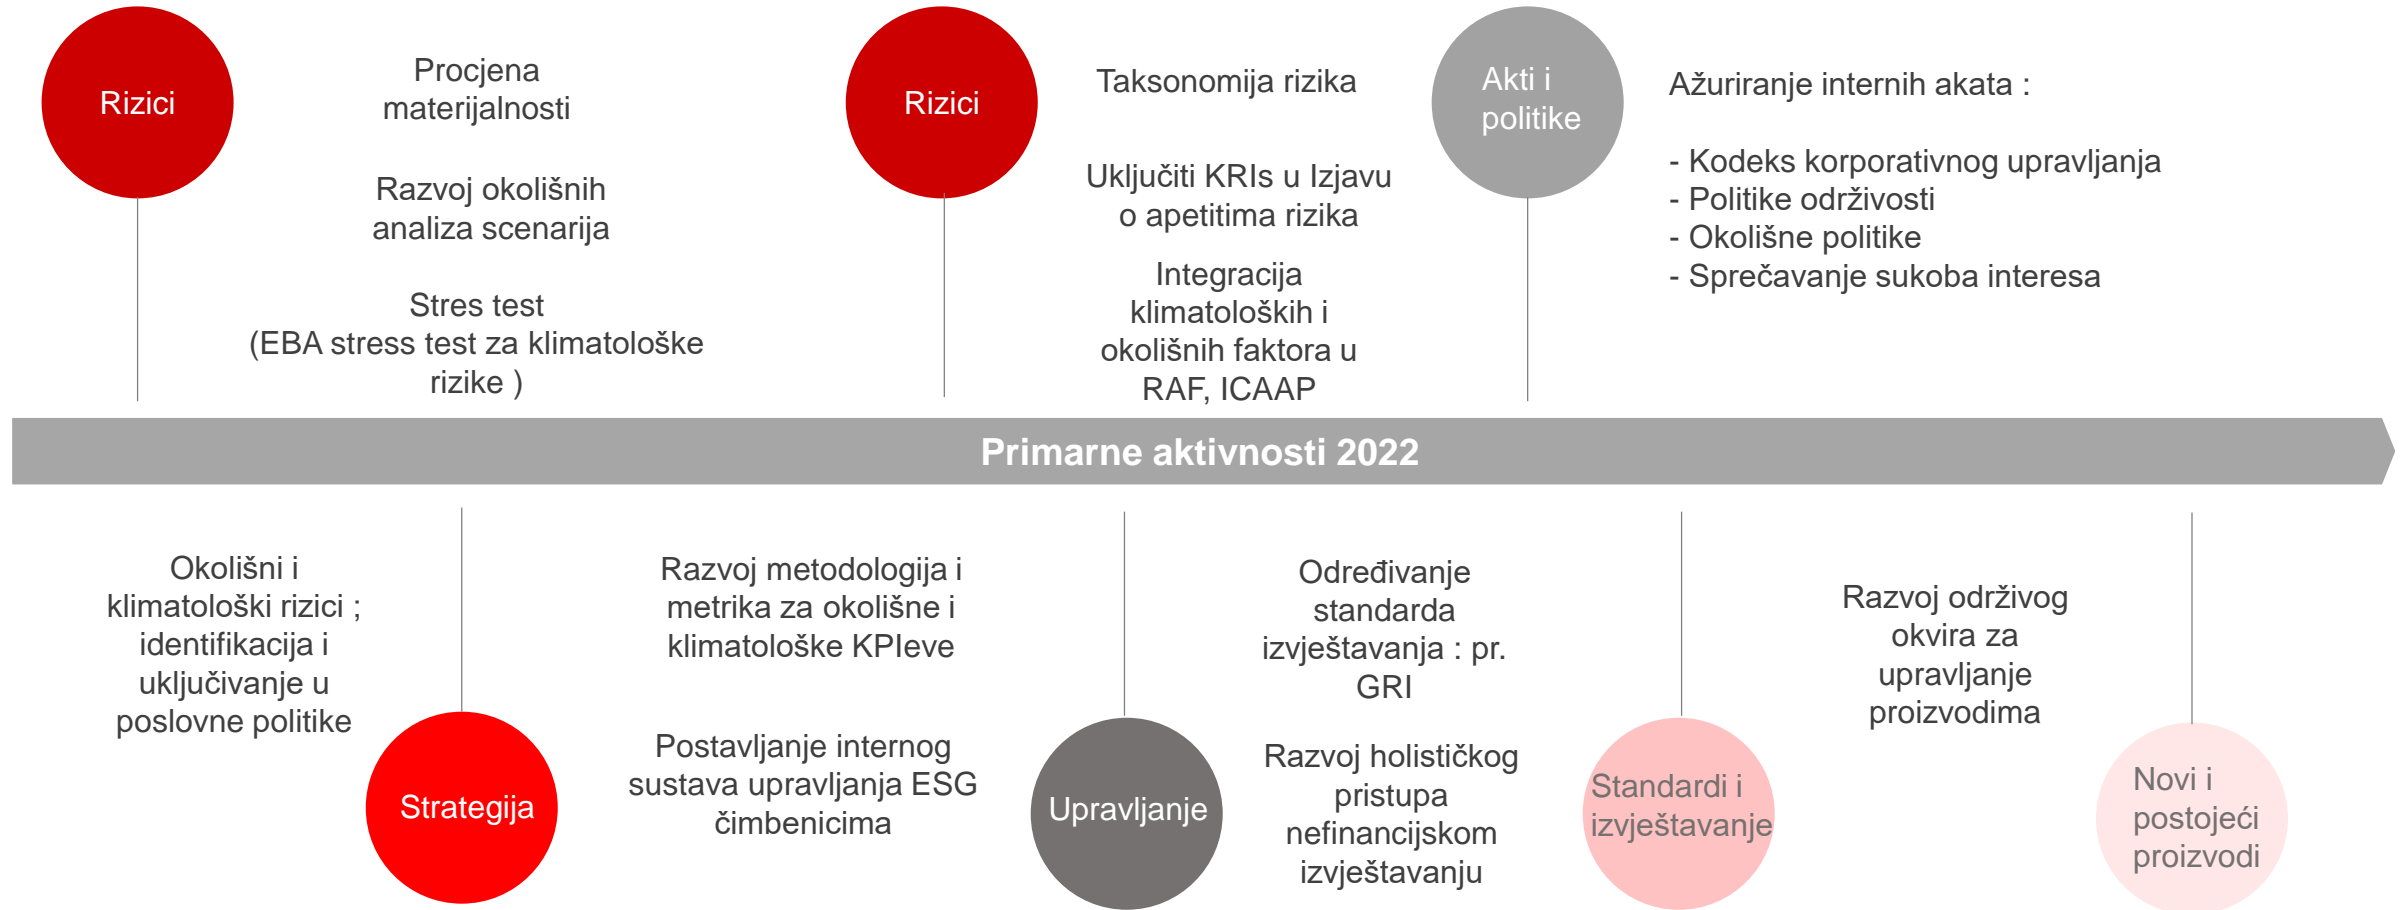 Rizici
Procjena
materijalnosti
Razvoj okolišnih
analiza scenarija
Stres test
(EBA stress test za klimatološke
rizike )
Rizici
Taksonomija rizika
Uključiti KRIs u Izjavu
o apetitima rizika
Integracija
klimatoloških i
okolišnih faktora u
RAF, ICAAP
Akti i
politike
Ažuriranje internih akata :
- Kodeks korporativnog upravljanja
- Politike održivosti
- Okolišne politike
- Sprečavanje sukoba interesa
Primarne aktivnosti 2022
Okolišni i
klimatološki rizici ;
identifikacija i
uključivanje u
poslovne politike
Strategija
Razvoj metodologija i
metrika za okolišne i
klimatološke KPIeve
Postavljanje internog
sustava upravljanja ESG
čimbenicima
Upravljanje
Određivanje
standarda
izvještavanja : pr.
GRI
Razvoj holističkog
pristupa
nefinancijskom
izvještavanju
Standardi i
izvještavanje
Razvoj održivog
okvira za
upravljanje
proizvodima
Novi i
postojeći
proizvodi